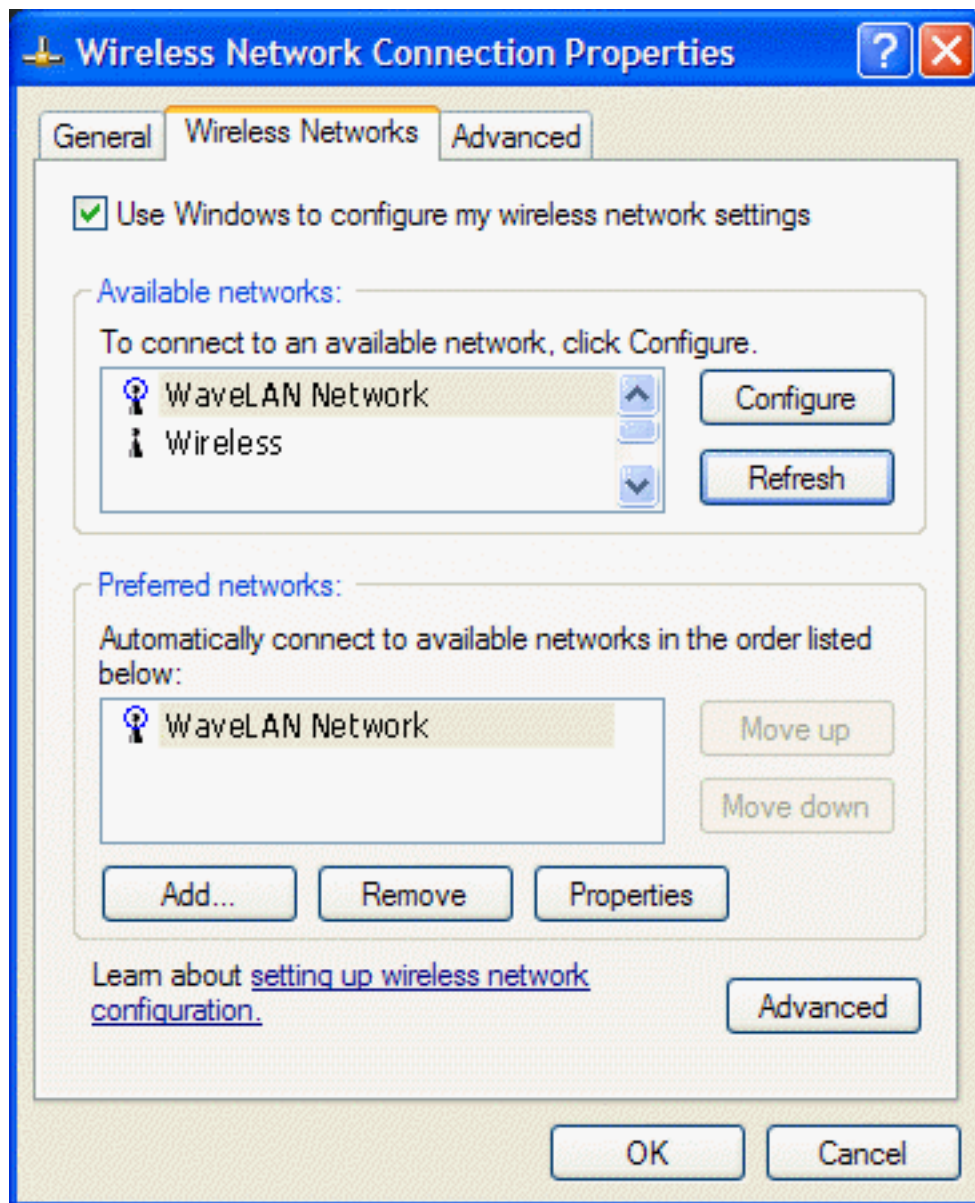 Wireless Network Connection Properties
General Wireless Networks Advanced
Use Windows to configure my wireless network settings
Available networks:
To connect to an available network, click Configure.
WaveLAN Network
Wireless
Configure
Refresh
Preferred networks:
Automatically connect to available networks in the order listed
below:
WaveLAN Network
Move up
Move down
Add... Remove Properties
Learn about setting up wireless network
configuration.
Advanced
OK Cancel